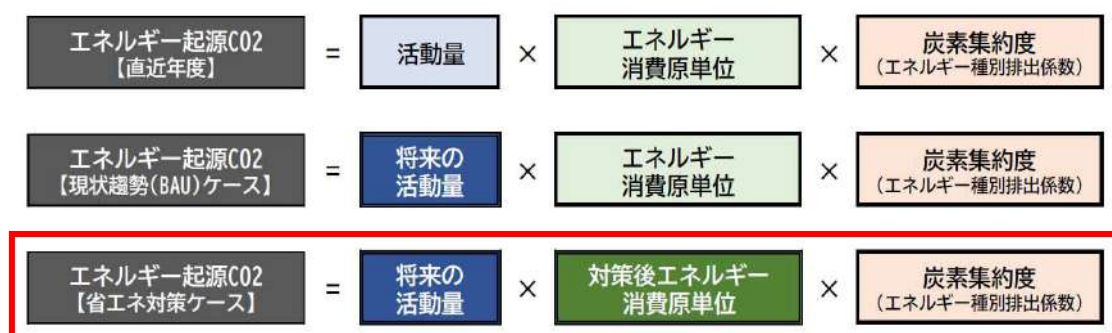 エネルギー起源CO2
【直近年度】
=
活動量
×
エネルギー
消費原単位
×
炭素集約度
(エネルギー種別排出係数)
エネルギー起源CO2
【現状趨勢(BAU)ケース】
=
将来の
活動量
×
エネルギー
消費原単位
×
炭素集約度
(エネルギー種別排出係数)
エネルギー起源CO2
【省エネ対策ケース】
=
将来の
活動量
×
対策後エネルギー
消費原単位
×
炭素集約度
(エネルギー種別排出係数)